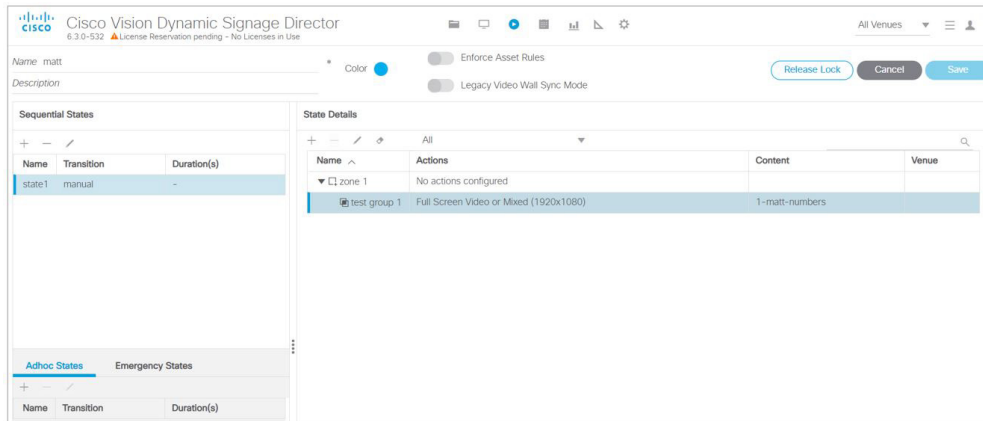 CISCO
Cisco Vision Dynamic Signage Director
6.3.0-532 License Reservation pending - No Licenses in Use
All Venues
Name matt *
Description
Color
Enforce Asset Rules
Legacy Video Wall Sync Mode
Release Lock
Cancel
Save
Sequential States
Name Transition Duration(s)
state1 manual -
Adhoc States Emergency States
Name Transition Duration(s)
State Details
All
Name Actions Content Venue
zone 1 No actions configured
test group 1 Full Screen Video or Mixed (1920x1080) 1-matt-numbers